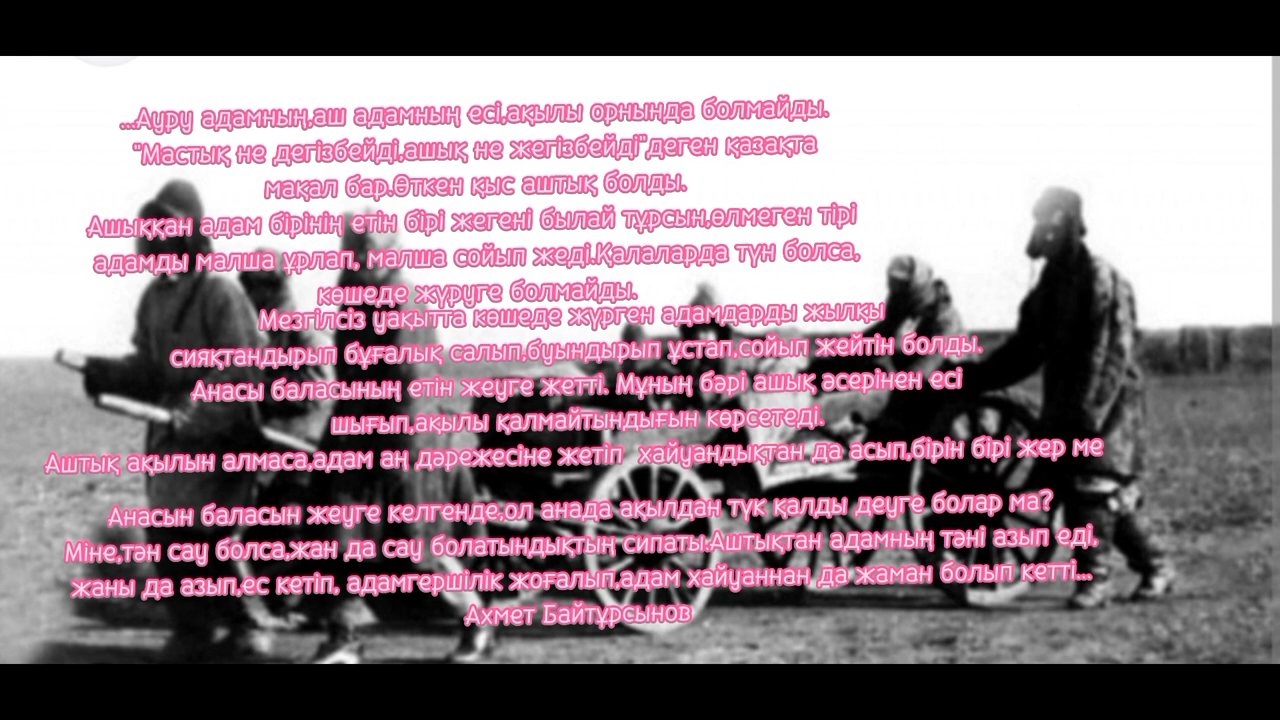 ...Ауру адамның,аш адамның есі,ақылы орнында болмайды.
"Мастық не дегізбейді,ашық не жегізбейді"деген қазақта
мақал бар.Өткен қыс аштық болды.
Ашыққан адам бірінің етін бірі жегені былай тұрсын,өлмеген тірі
адамды малша ұрлап, малша сойып жеді.Қалаларда түн болса,
көшеде жүруге болмайды.
Мезгілсіз уақытта көшеде жүрген адамдарды жылқы
сияқтандырып бұғалық салып,буындырып ұстап,сойып жейтін болды.
Анасы баласының етін жеуге жетті. Мұның бәрі ашық әсерінен есі
шығып,ақылы қалмайтындығын көрсетеді.
Аштық ақылын алмаса,адам аң дәрежесіне жетіп хайуандықтан да асып,бірін бірі жер ме
Анасын баласын жеуге келгенде,ол анада ақылдан түк қалды деуге болар ма?
Міне,тән сау болса,жан да сау болатындықтың сипаты.Аштықтан адамның тәні азып еді,
жаны да азып,ес кетіп, адамгершілік жоғалып,адам хайуаннан да жаман болып кетті...
Ахмет Байтұрсынов